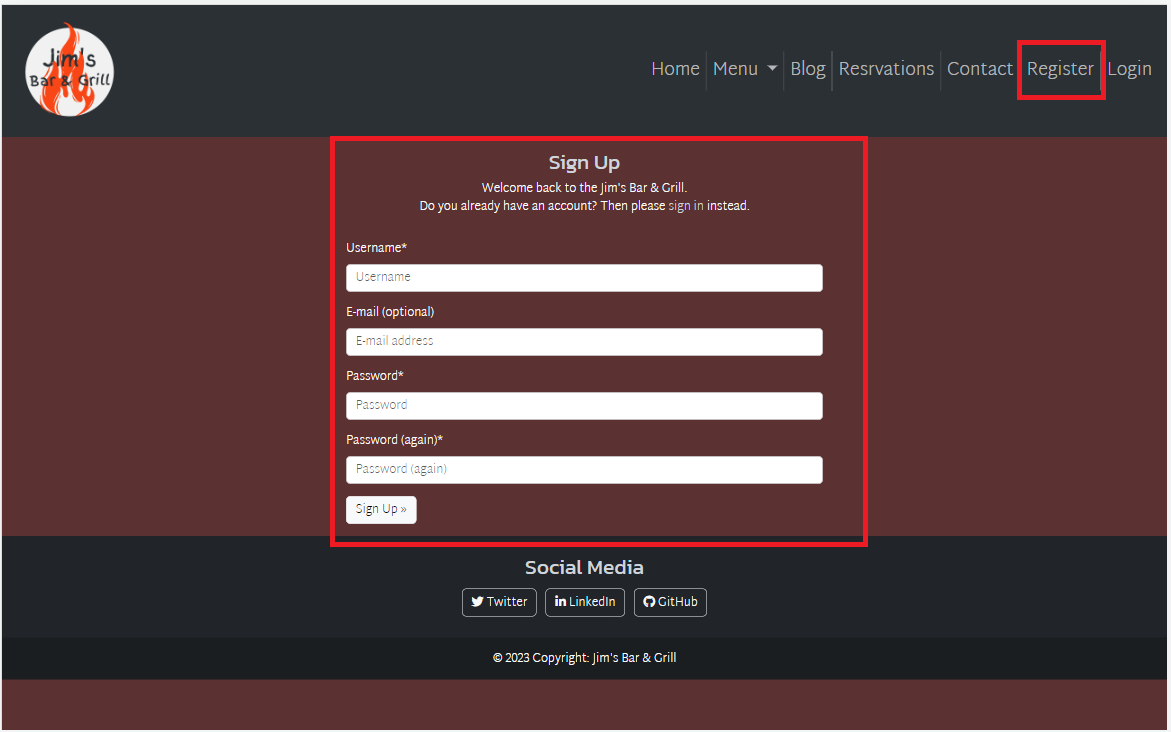 Jim's
Bar & Grill
Home Menu Blog Resrvations Contact Register Login
Sign Up
Welcome back to the Jim's Bar & Grill.
Do you already have an account? Then please sign in instead.
Username*
Username
E-mail (optional)
E-mail address
Password*
Password
Password (again)*
Password (again)
Sign Up »
Social Media
Twitter LinkedIn GitHub
© 2023 Copyright: Jim's Bar & Grill